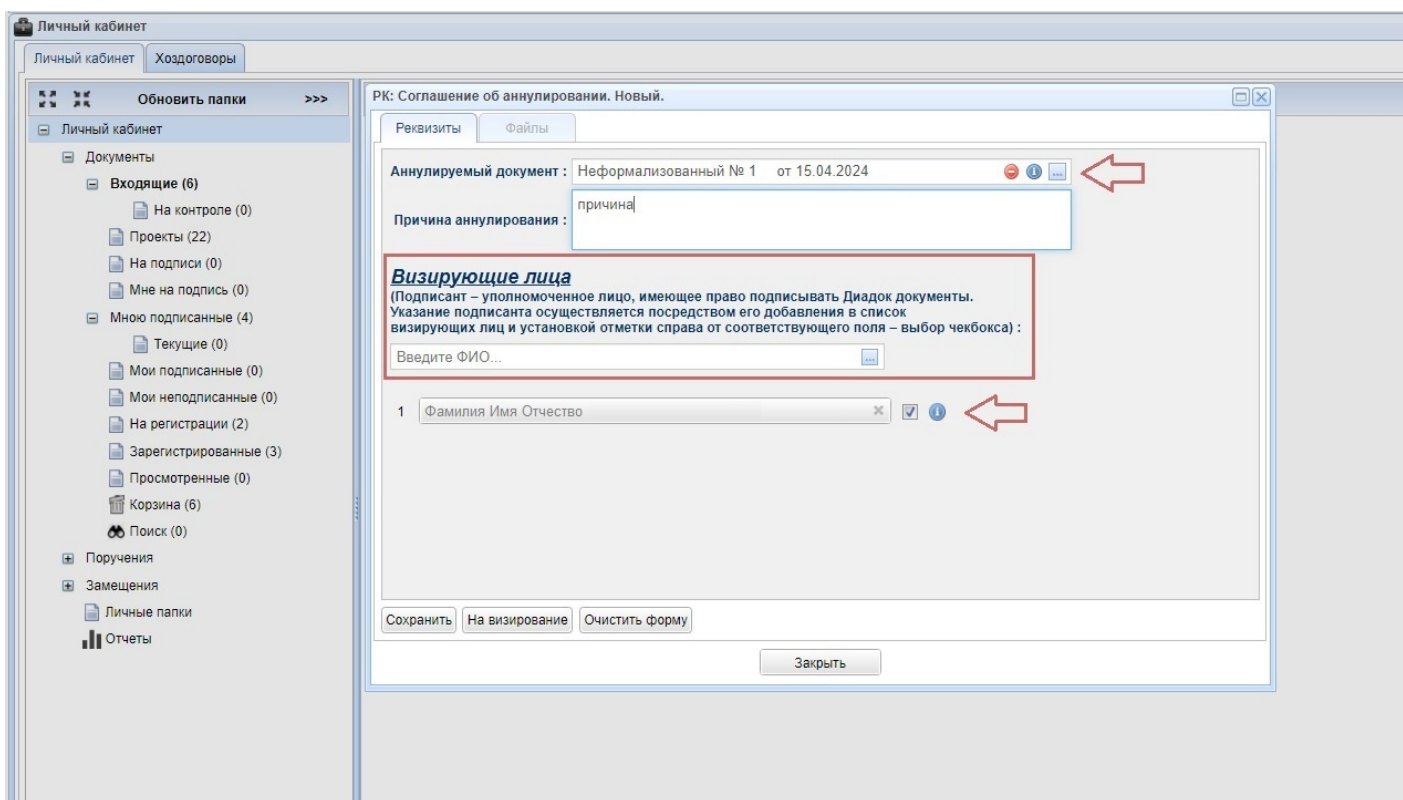 Личный кабинет
Личный кабинет
Хоздоговоры
Обновить папки >>>
Личный кабинет
Документы
Входящие (6)
На контроле (0)
Проекты (22)
На подписи (0)
Мне на подпись (0)
Мною подписанные (4)
Текущие (0)
Мои подписанные (0)
Мои неподписанные (0)
На регистрации (2)
Зарегистрированные (3)
Просмотренные (0)
Корзина (6)
Поиск (0)
Поручения
Замещения
Личные папки
Отчеты
РК: Соглашение об аннулировании. Новый.
Реквизиты
Файлы
Аннулируемый документ : Неформализованный № 1 от 15.04.2024 ...
Причина аннулирования : причина
Визирующие лица
(Подписант – уполномоченное лицо, имеющее право подписывать Диадок документы.
Указание подписанта осуществляется посредством его добавления в список
визирующих лиц и установкой отметки справа от соответствующего поля – выбор чекбокса) :
Введите ФИО... ...
1 Фамилия Имя Отчество
Сохранить
На визирование
Очистить форму
Закрыть